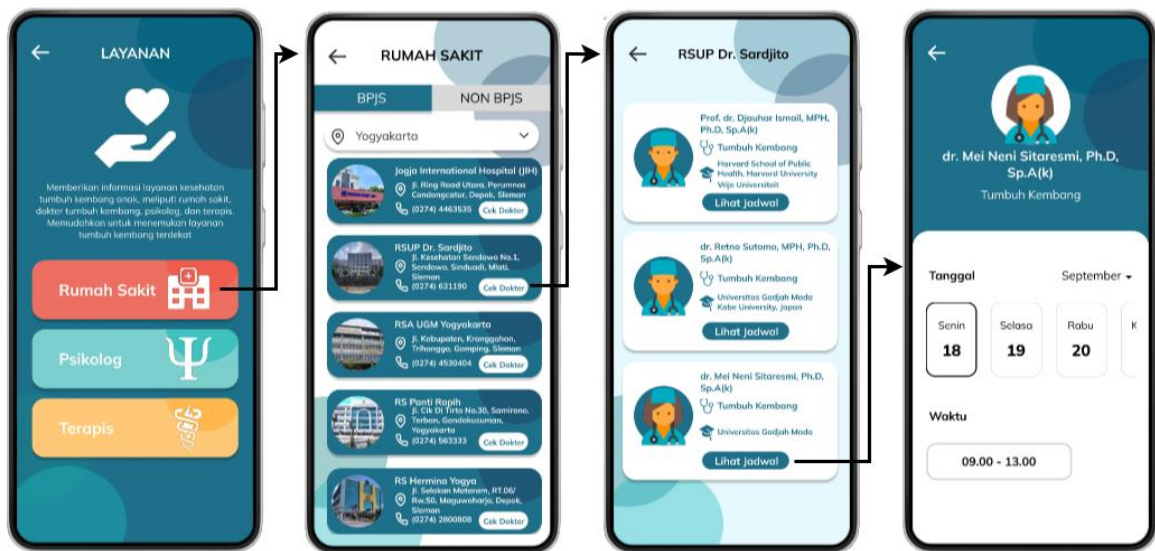 LAYANAN
Memberikan informasi layanan kesehatan
tumbuh kembang anak, meliputi rumah sakit,
dokter tumbuh kembang, psikolog, dan terapis.
Memudahkan untuk menemukan layanan
tumbuh kembang terdekat
Rumah Sakit
Psikolog
Terapis
RUMAH SAKIT
BPJS
NON BPJS
Yogyakarta
Jogja International Hospital (JIH)
Jl. Ring Road Utara, Perumnas
Condongcatur, Depok, Sleman
(0274) 4463535
Cek Dokter
RSUP Dr. Sardjito
Jl. Kesehatan Sendowo No.1,
Sendowo, Sinduadi, Mlati,
Sleman
(0274) 631190
Cek Dokter
RSA UGM Yogyakarta
Jl. Kabupaten, Kranggahan,
Trihanggo, Gamping, Sleman
(0274) 4530404
Cek Dokter
RS Panti Rapih
Jl. Cik Di Tiro No.30, Samirono,
Terban, Gondokusuman,
Yogyakarta
(0274) 563333
Cek Dokter
RS Hermina Yogya
Jl. Selokan Mataram, RT.06/
Rw.50, Maguwoharjo, Depok,
Sleman
(0274) 2800808
Cek Dokter
RSUP Dr. Sardjito
Prof. dr. Djauhar Ismail, MPH,
Ph.D, Sp.A(k)
Tumbuh Kembang
Harvard School of Public
Health, Harvard University
Vrije Universiteit
Lihat Jadwal
dr. Retno Sutomo, MPH, Ph.D,
Sp.A(k)
Tumbuh Kembang
Universitas Gadjah Mada
Kobe University, Japan
Lihat Jadwal
dr. Mei Neni Sitaresmi, Ph.D,
Sp.A(k)
Tumbuh Kembang
Universitas Gadjah Mada
Lihat Jadwal
dr. Mei Neni Sitaresmi, Ph.D,
Sp.A(k)
Tumbuh Kembang
Tanggal
September
Senin
18
Selasa
19
Rabu
20
K
Waktu
09.00 - 13.00